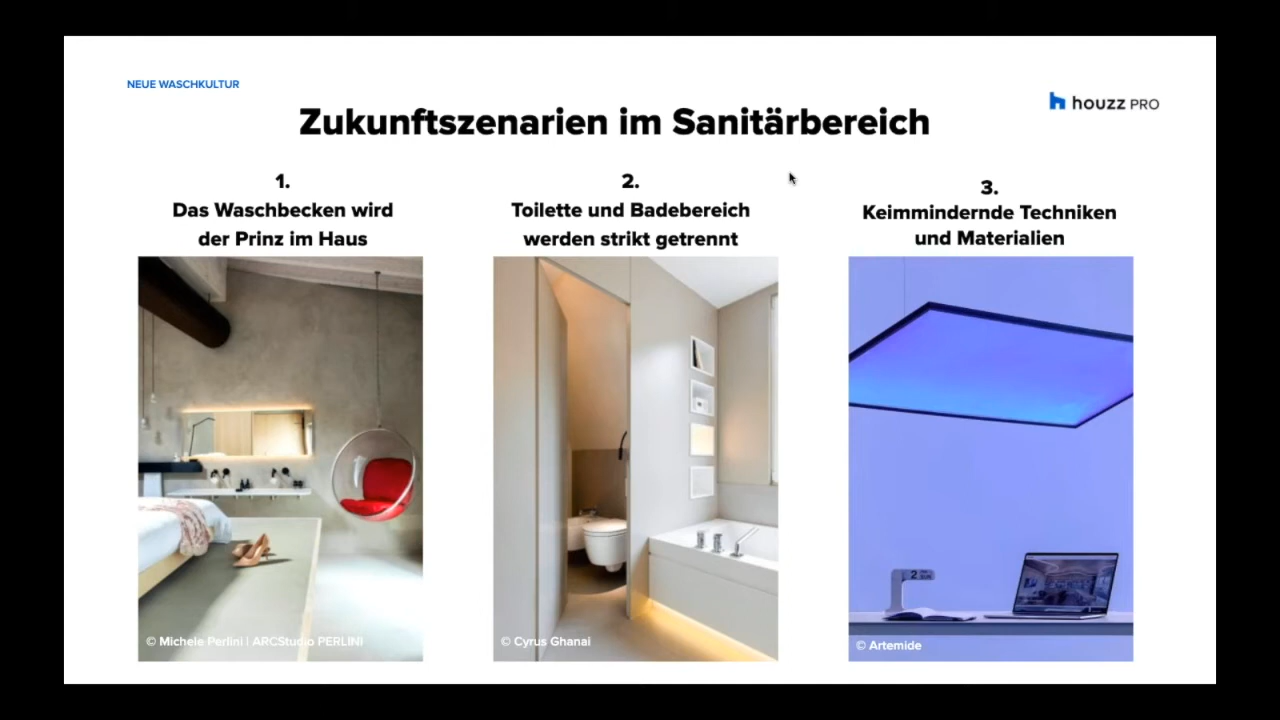 NEUE WASCHKULTUR
houzz PRO
Zukunftszenarien im Sanitärbereich
1.
Das Waschbecken wird
der Prinz im Haus
2.
Toilette und Badebereich
werden strikt getrennt
3.
Keimmindernde Techniken
und Materialien
© Michele Perlini | ARCStudio PERLINI
© Cyrus Ghanai
© Artemide